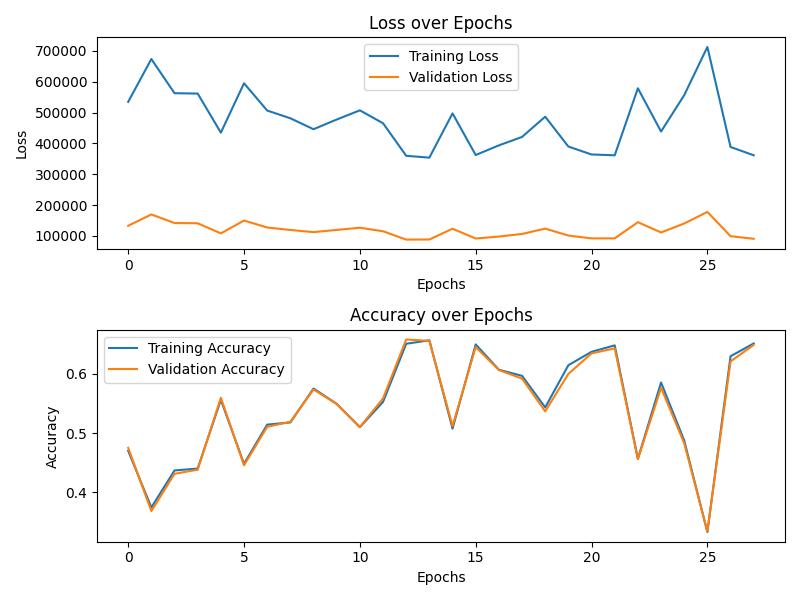 Loss over Epochs
Training Loss
Validation Loss
700000
600000
500000
400000
300000
200000
100000
Loss
0 5 10 15 20 25
Epochs
Accuracy over Epochs
Training Accuracy
Validation Accuracy
0.6
0.5
0.4
Accuracy
0 5 10 15 20 25
Epochs